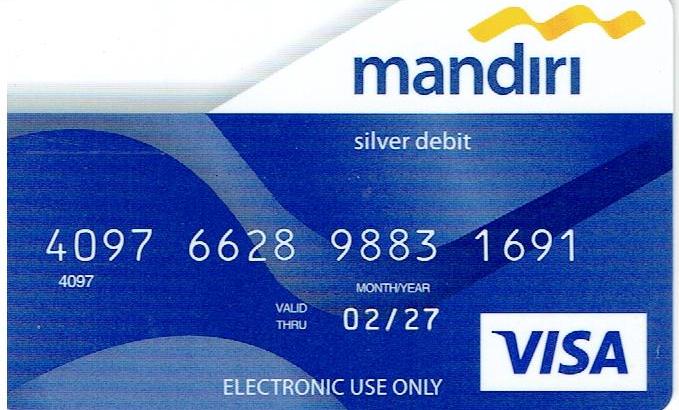 mandiri
silver debit
4097 6628 9883 1691
4097
MONTH/YEAR
VALID THRU 02/27
VISA
ELECTRONIC USE ONLY